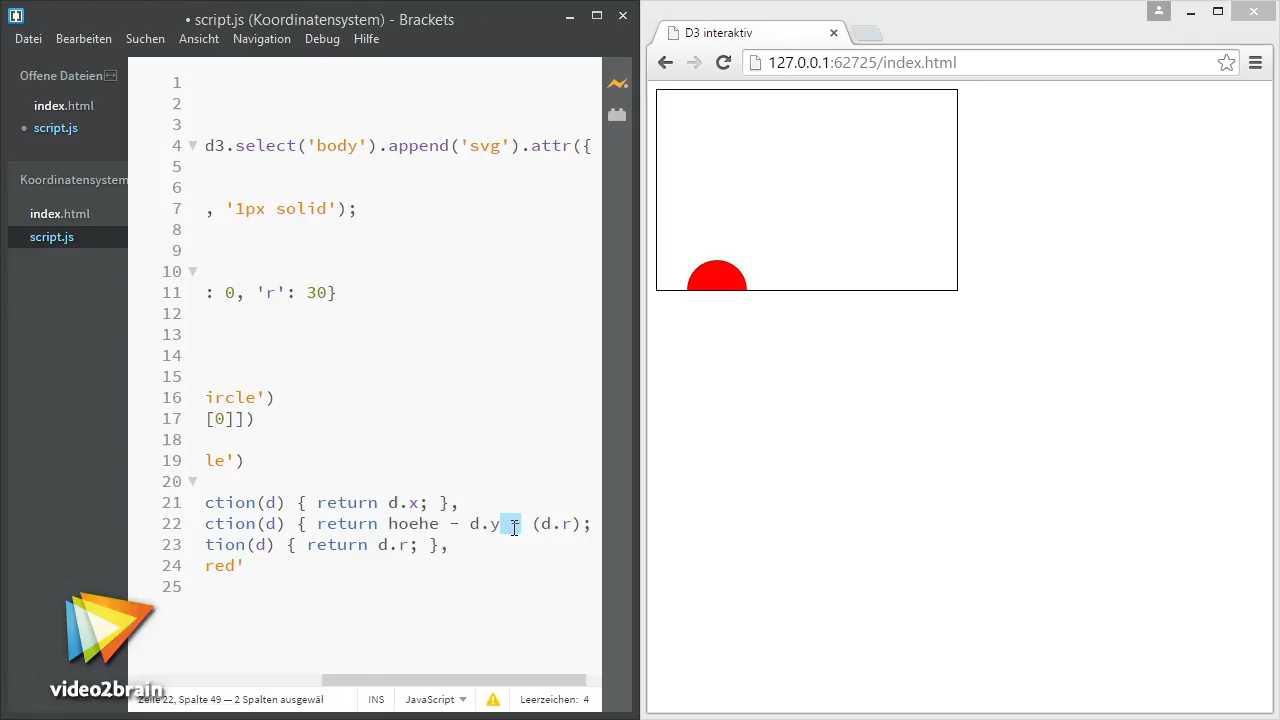 • script.js (Koordinatensystem) - Brackets
Datei Bearbeiten Suchen Ansicht Navigation Debug Hilfe
Offene Dateien
index.html
• script.js
Koordinatensystem
index.html
script.js
1
2
3
4 d3.select('body').append('svg').attr({
5
6
7 , '1px solid');
8
9
10
11 : 0, 'r': 30}
12
13
14
15
16 ircle')
17 [0]])
18
19 le')
20
21 ction(d) { return d.x; },
22 ction(d) { return hoehe - d.y (d.r);
23 tion(d) { return d.r; },
24 red'
25
video2brain
Zeile 22, Spalte 49 — 2 Spalten ausgewäl
INS
JavaScript
Leerzeichen: 4
D3 interaktiv
127.0.0.1:62725/index.html